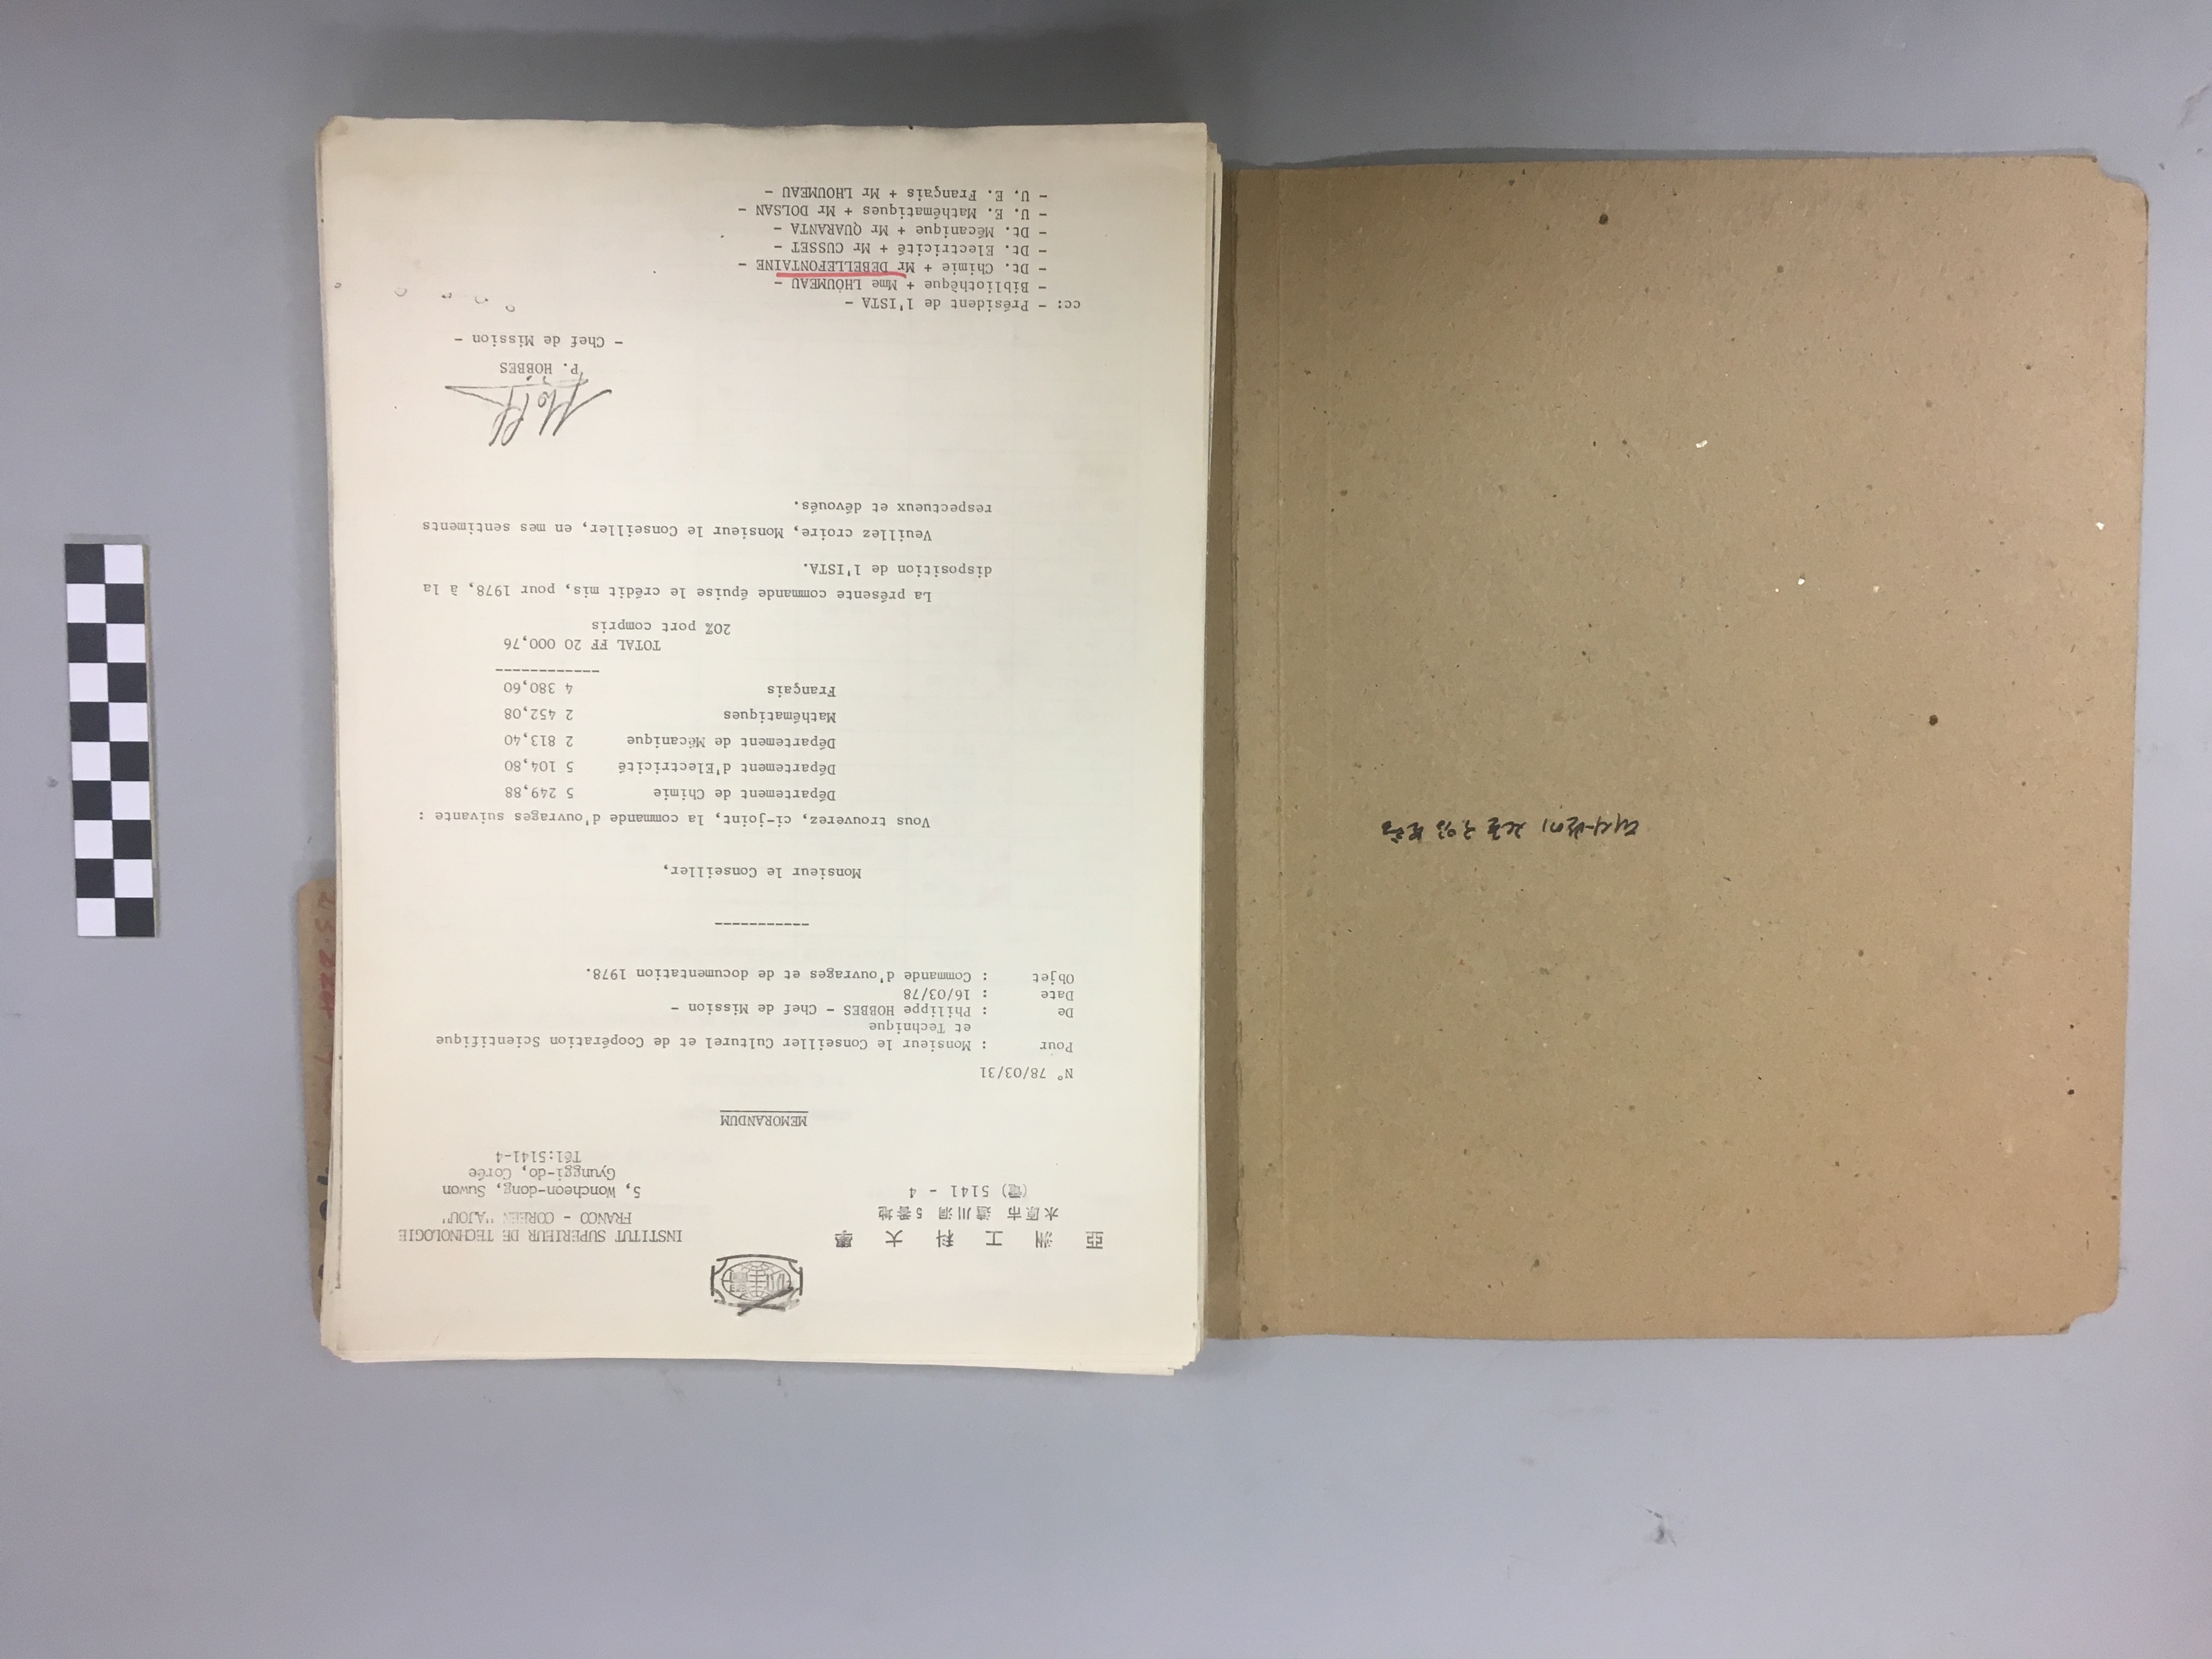 亞洲工科大學
水原市 遠川洞 5番地
(電) 5141 - 4
INSTITUT SUPERIEUR DE TECHNOLOGIE
FRANCO - COREEN "AJOU"
5, Woncheon-dong, Suwon
Gyunggi-do, Corée
Tél:5141-4
MEMORANDUM
N° 78/03/31
Pour : Monsieur le Conseiller Culturel et de Coopération Scientifique
et Technique
De : Philippe HOBBES - Chef de Mission -
Date : 16/03/78
Objet : Commande d'ouvrages et de documentation 1978.
-----------
Monsieur le Conseiller,
Vous trouverez, ci-joint, la commande d'ouvrages suivante :
Département de Chimie 5 249,88
Département d'Electricité 5 104,80
Département de Mécanique 2 813,40
Mathématiques 2 452,08
Français 4 380,60
------------
TOTAL FF 20 000,76
20% port compris
La présente commande épuise le crédit mis, pour 1978, à la
disposition de l'ISTA.
Veuillez croire, Monsieur le Conseiller, en mes sentiments
respectueux et dévoués.
P. HOBBES
- Chef de Mission -
cc: - Président de l'ISTA -
- Bibliothèque + Mme LHOUMEAU -
- Dt. Chimie + Mr DEBELLEFONTAINE -
- Dt. Electricité + Mr CUSSET -
- Dt. Mécanique + Mr QUARANTA -
- U. E. Mathématiques + Mr DOLSAN -
- U. E. Français + Mr LHOUMEAU -